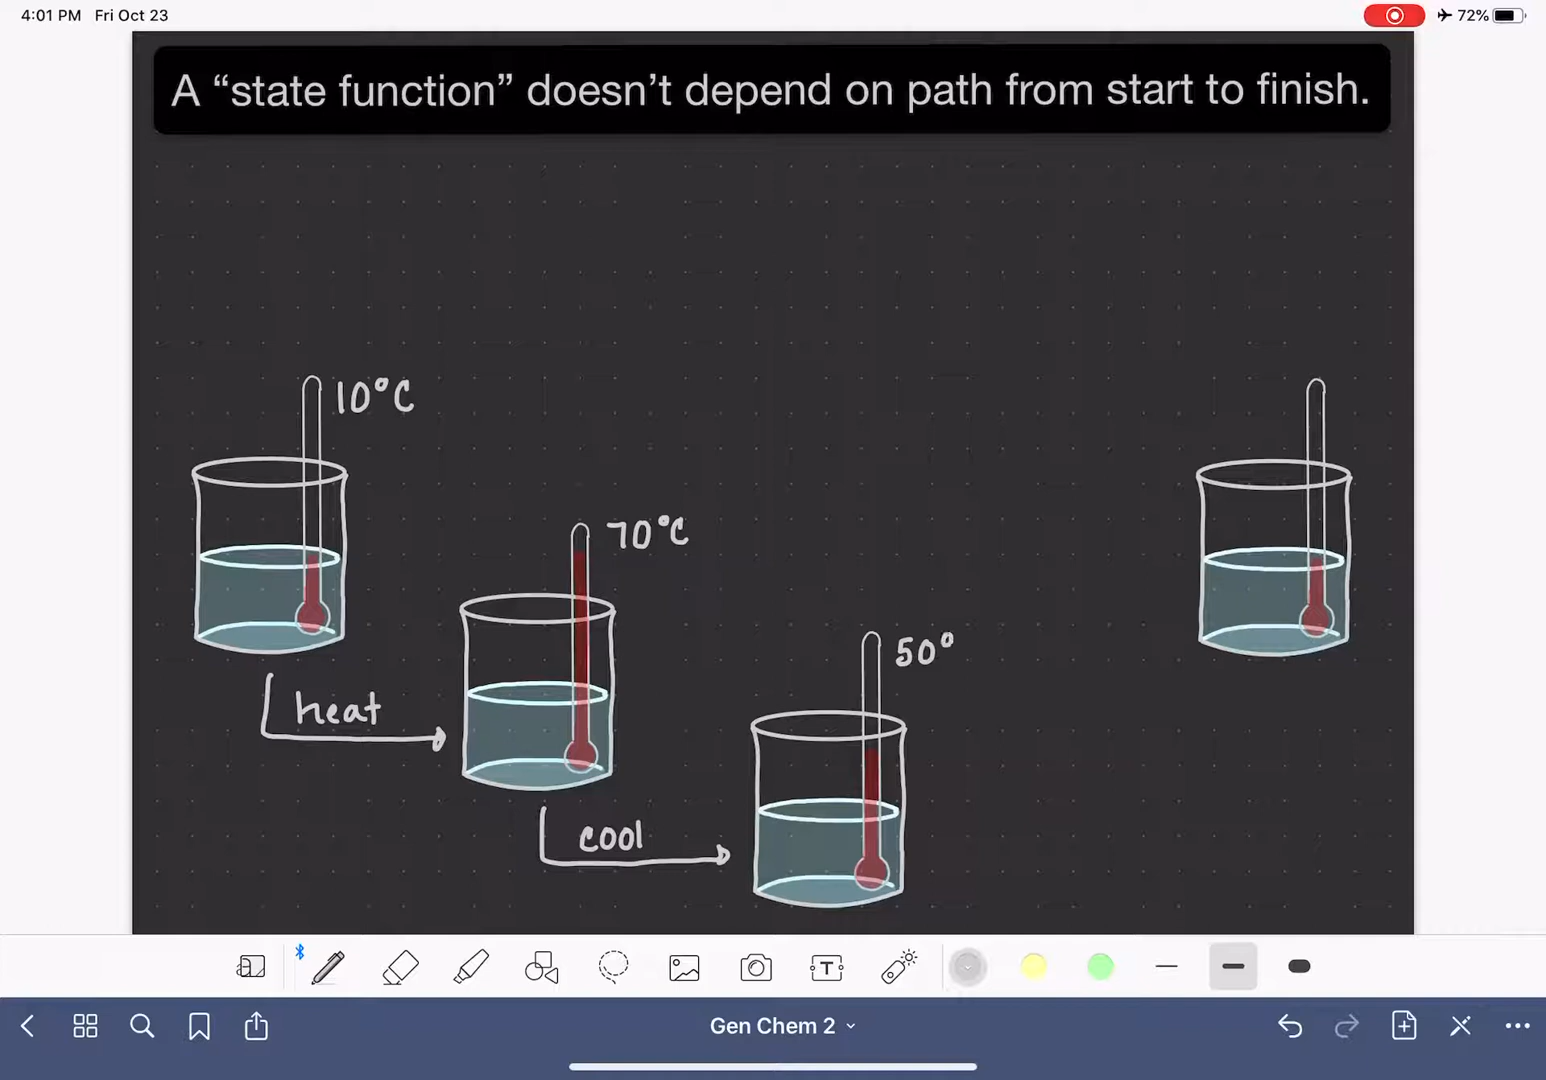 4:01 PM Fri Oct 23
72%
A “state function” doesn’t depend on path from start to finish.
10°C
70°C
heat
50°
cool
T
Gen Chem 2